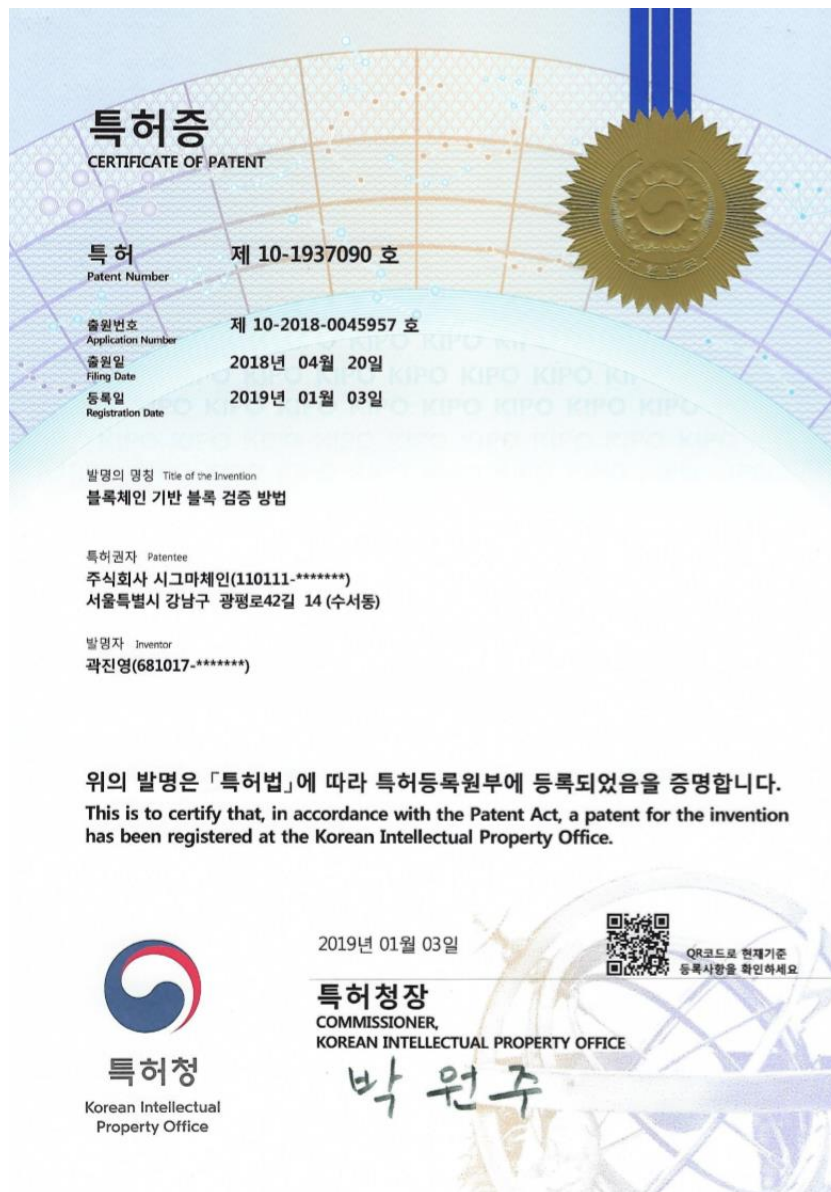 특허증
CERTIFICATE OF PATENT
특허 제 10-1937090 호
Patent Number
출원번호 제 10-2018-0045957 호
Application Number
출원일 2018년 04월 20일
Filing Date
등록일 2019년 01월 03일
Registration Date
KIPO KIPO KIPO KIPO KIPO KIPO
발명의 명칭 Title of the Invention
블록체인 기반 블록 검증 방법
특허권자 Patentee
주식회사 시그마체인(110111-*******)
서울특별시 강남구 광평로42길 14 (수서동)
발명자 Inventor
곽진영(681017-*******)
위의 발명은 「특허법」에 따라 특허등록원부에 등록되었음을 증명합니다.
This is to certify that, in accordance with the Patent Act, a patent for the invention
has been registered at the Korean Intellectual Property Office.
2019년 01월 03일
QR코드로 현재기준
등록사항을 확인하세요
특허청장
COMMISSIONER,
KOREAN INTELLECTUAL PROPERTY OFFICE
박원주
특허청
Korean Intellectual
Property Office